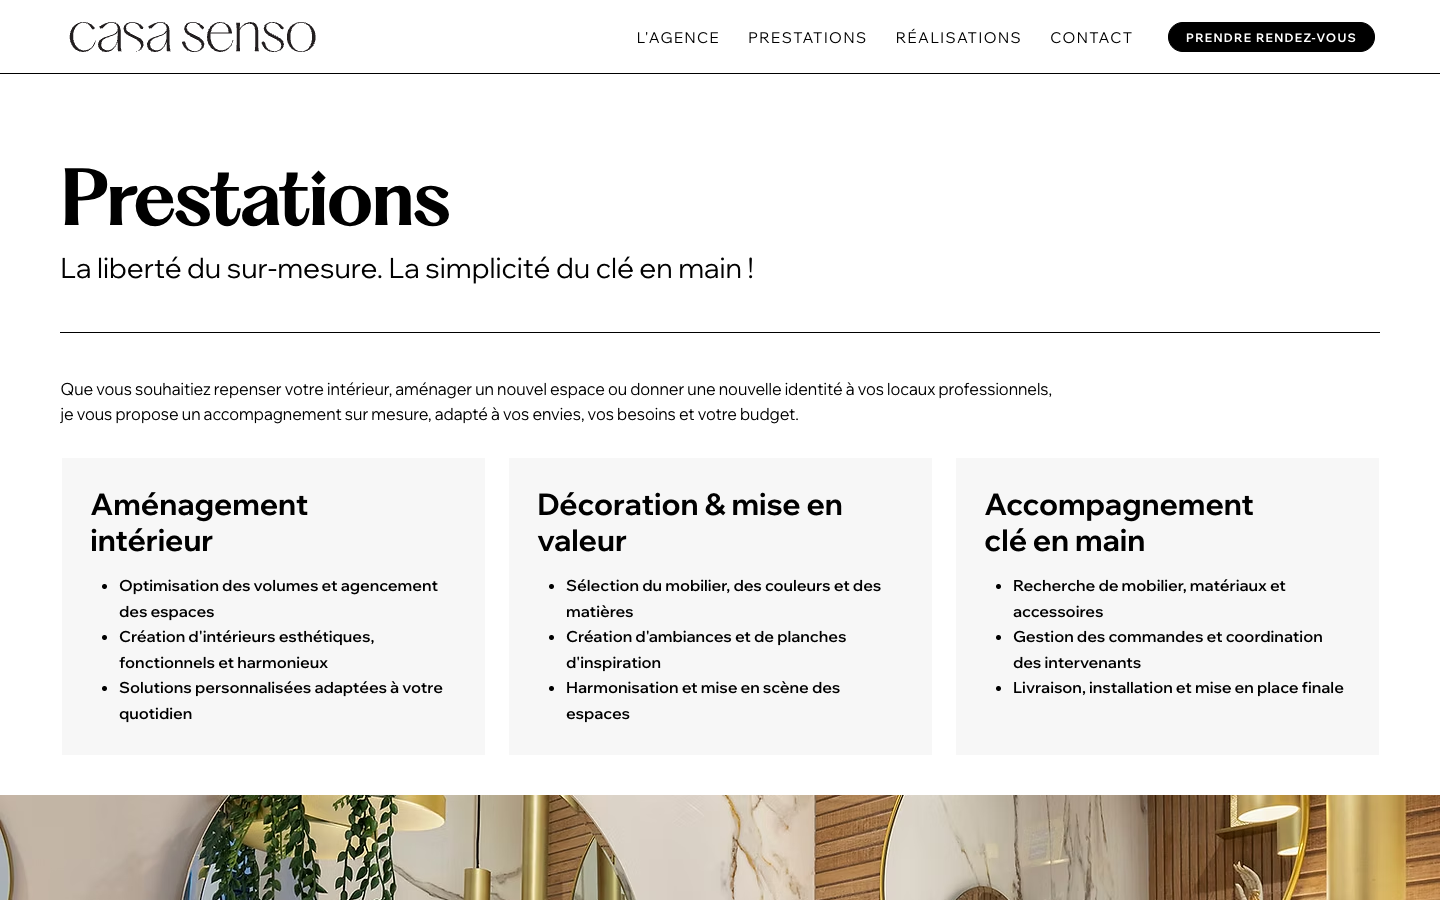 casa senso
L'AGENCE PRESTATIONS RÉALISATIONS CONTACT PRENDRE RENDEZ-VOUS
Prestations
La liberté du sur-mesure. La simplicité du clé en main !
Que vous souhaitiez repenser votre intérieur, aménager un nouvel espace ou donner une nouvelle identité à vos locaux professionnels,
je vous propose un accompagnement sur mesure, adapté à vos envies, vos besoins et votre budget.
Aménagement
intérieur
• Optimisation des volumes et agencement
des espaces
• Création d'intérieurs esthétiques,
fonctionnels et harmonieux
• Solutions personnalisées adaptées à votre
quotidien
Décoration & mise en
valeur
• Sélection du mobilier, des couleurs et des
matières
• Création d'ambiances et de planches
d'inspiration
• Harmonisation et mise en scène des
espaces
Accompagnement
clé en main
• Recherche de mobilier, matériaux et
accessoires
• Gestion des commandes et coordination
des intervenants
• Livraison, installation et mise en place finale